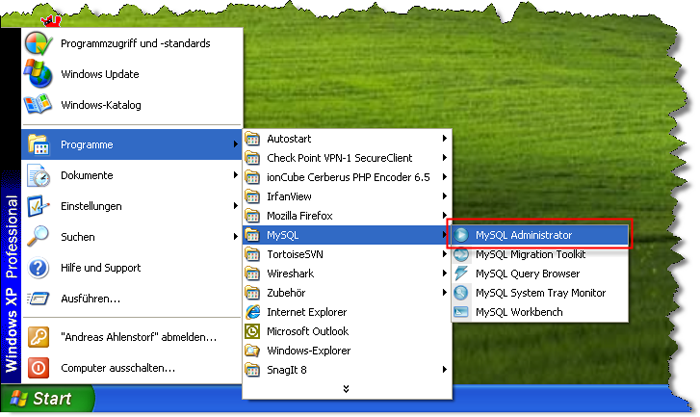 Programmzugriff und -standards
Windows Update
Windows-Katalog
Programme
Dokumente
Einstellungen
Suchen
Hilfe und Support
Ausführen...
"Andreas Ahlenstorf" abmelden...
Computer ausschalten...
Windows XP Professional
Start
Autostart
Check Point VPN-1 SecureClient
ionCube Cerberus PHP Encoder 6.5
IrfanView
Mozilla Firefox
MySQL
TortoiseSVN
Wireshark
Zubehör
Internet Explorer
Microsoft Outlook
Windows-Explorer
SnagIt 8
MySQL Administrator
MySQL Migration Toolkit
MySQL Query Browser
MySQL System Tray Monitor
MySQL Workbench